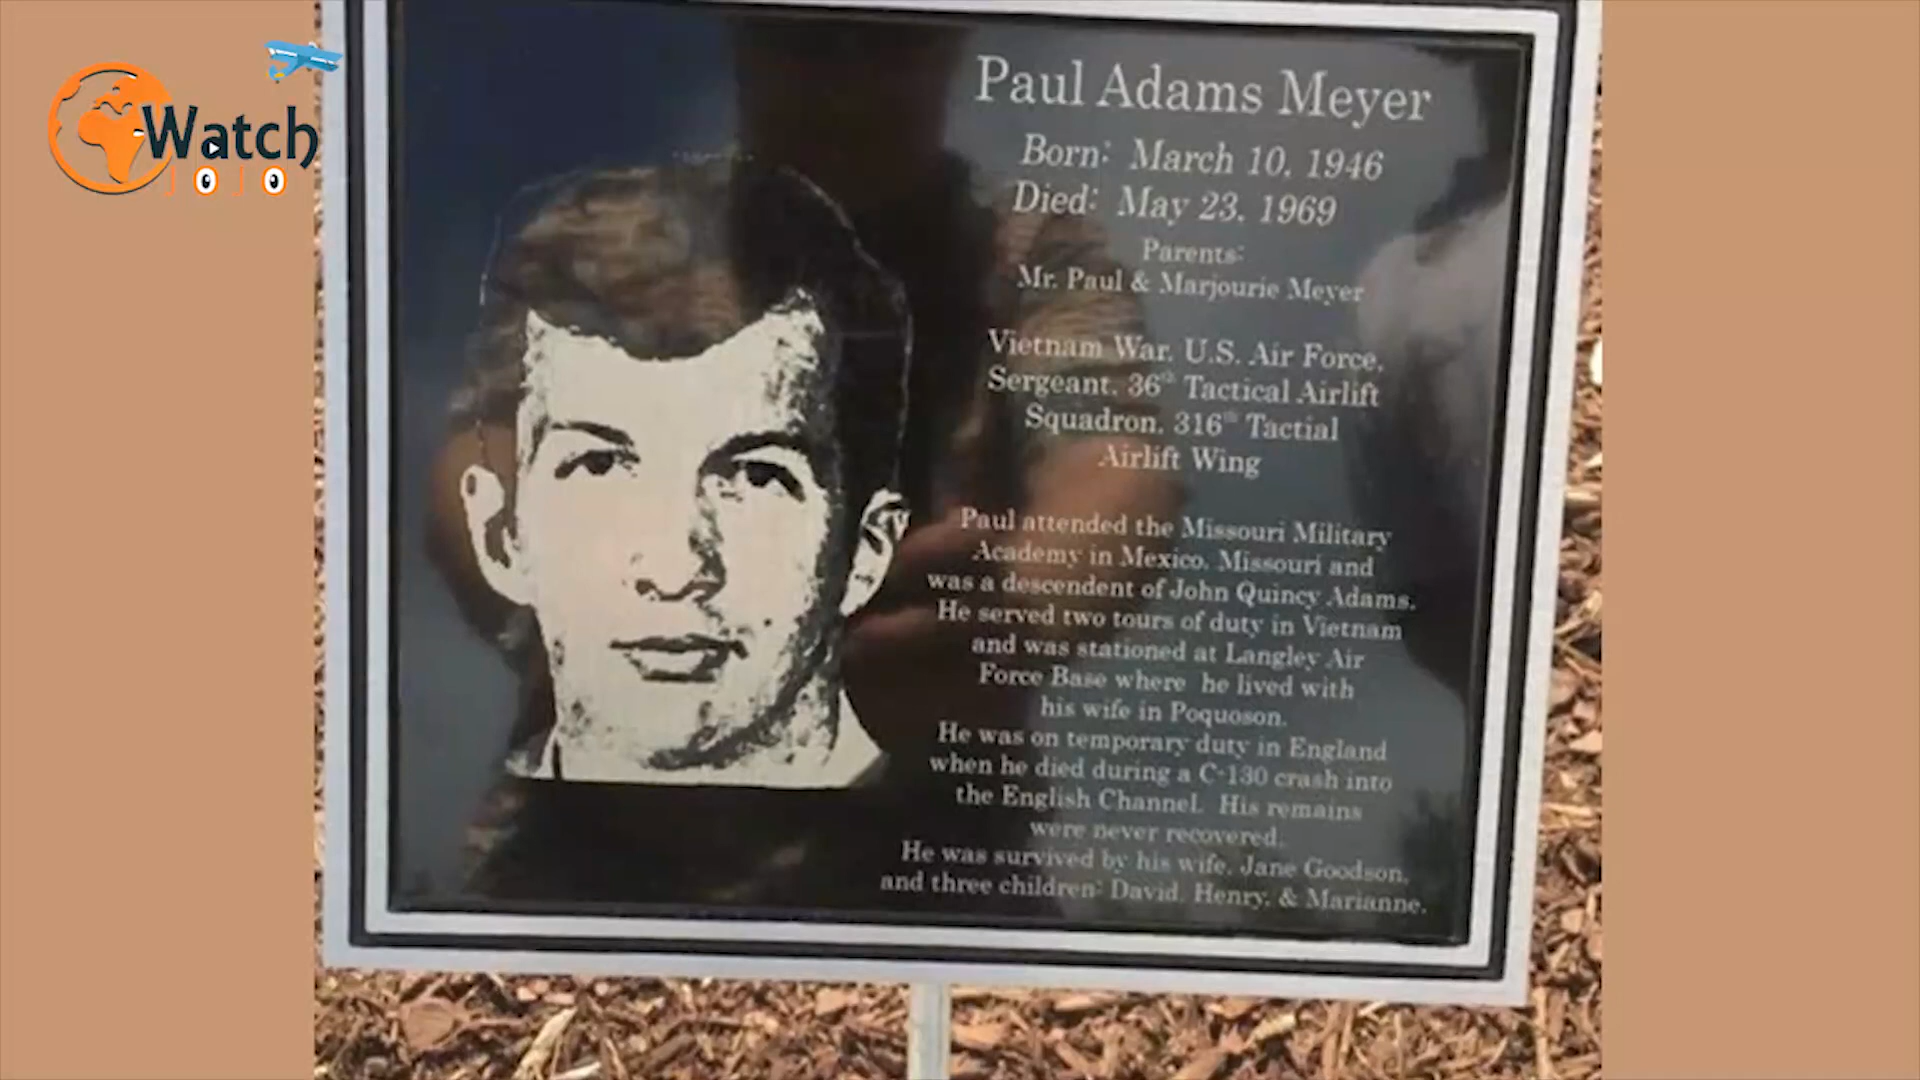 Watch
JOJO
Paul Adams Meyer
Born: March 10, 1946
Died: May 23, 1969
Parents:
Mr. Paul & Marjourie Meyer
Vietnam War, U.S. Air Force,
Sergeant, 36th Tactical Airlift
Squadron, 316th Tactial
Airlift Wing
Paul attended the Missouri Military
Academy in Mexico, Missouri and
was a descendent of John Quincy Adams.
He served two tours of duty in Vietnam
and was stationed at Langley Air
Force Base where he lived with
his wife in Poquoson.
He was on temporary duty in England
when he died during a C-130 crash into
the English Channel. His remains
were never recovered.
He was survived by his wife, Jane Goodson,
and three children: David, Henry, & Marianne.